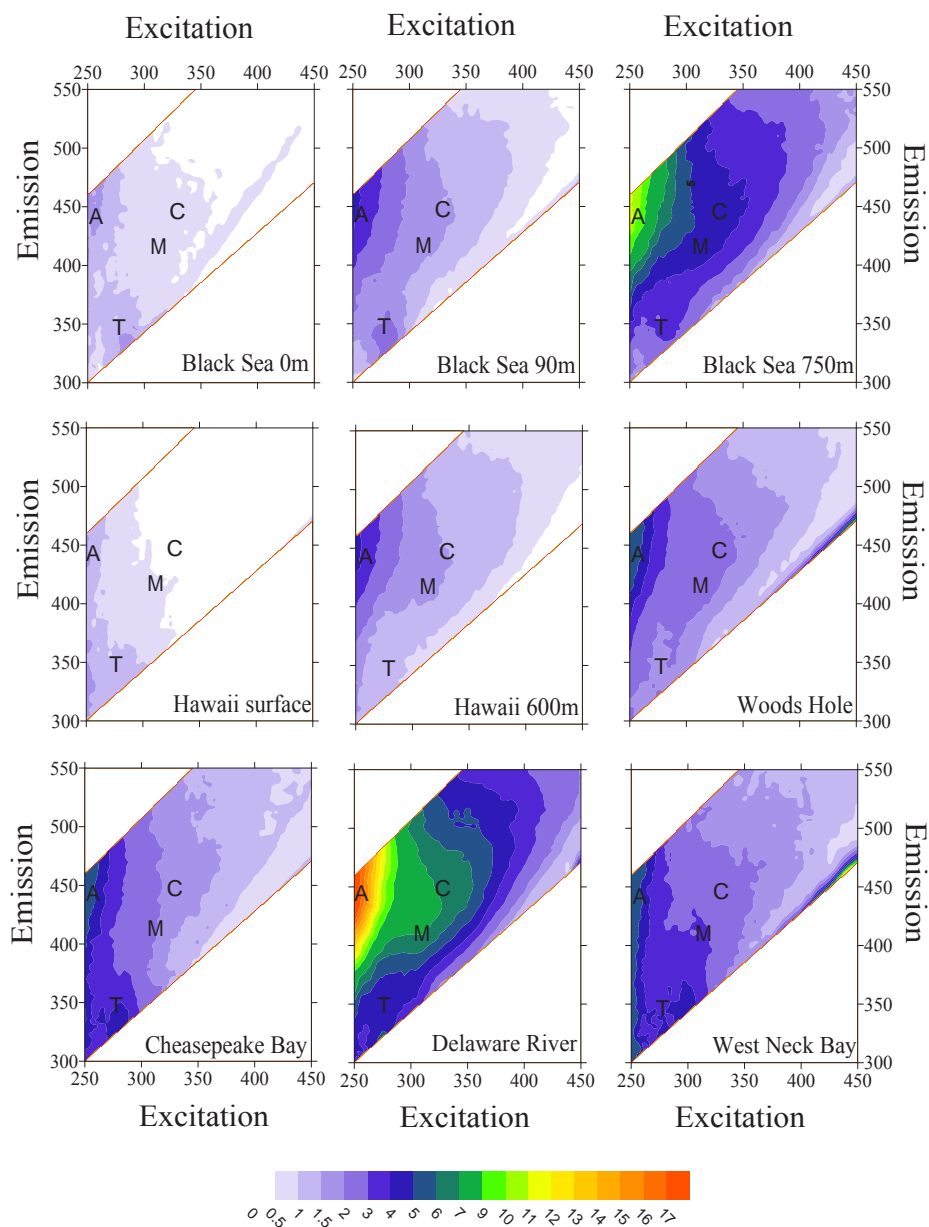 Excitation Excitation Excitation
250 300 350 400 450 250 300 350 400 450 250 300 350 400 450
550 550
500 500
450 450
400 400
350 350
300 300
Emission Emission Emission
A C M T
Black Sea 0m
A C M T
Black Sea 90m
A C M T
Black Sea 750m
550 550
500 500
450 450
400 400
350 350
300 300
Emission Emission
A C M T
Hawaii surface
A C M T
Hawaii 600m
A C M T
Woods Hole
550 550
500 500
450 450
400 400
350 350
300 300
Emission Emission
A C M T
Cheasepeake Bay
A C M T
Delaware River
A C M T
West Neck Bay
250 300 350 400 450 250 300 350 400 450 250 300 350 400 450
Excitation Excitation Excitation
0 0.5 1 1.5 2 3 4 5 6 7 9 10 11 12 13 14 15 16 17